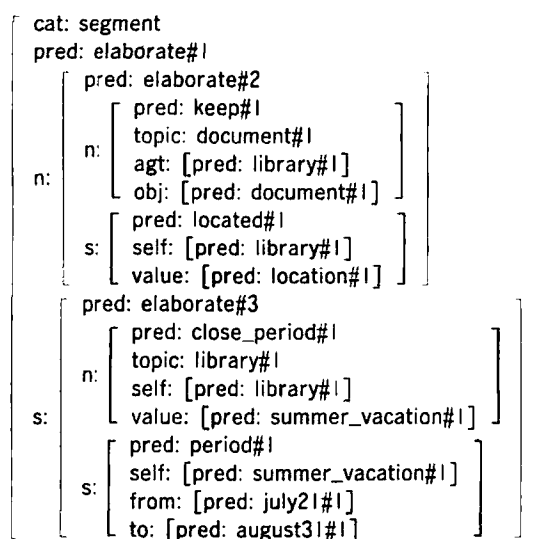 cat: segment
pred: elaborate#1
pred: elaborate#2
pred: keep#1
topic: document#1
n:
agt: [pred: library#1]
obj: [pred: document#1]
n:
pred: located#1
s: self: [pred: library#1]
value: [pred: location#1]
pred: elaborate#3
pred: close_period#1
topic: library#1
n:
self: [pred: library#1]
value: [pred: summer_vacation#1]
s:
pred: period#1
self: [pred: summer_vacation#1]
s:
from: [pred: july21#1]
to: [pred: august31#1]